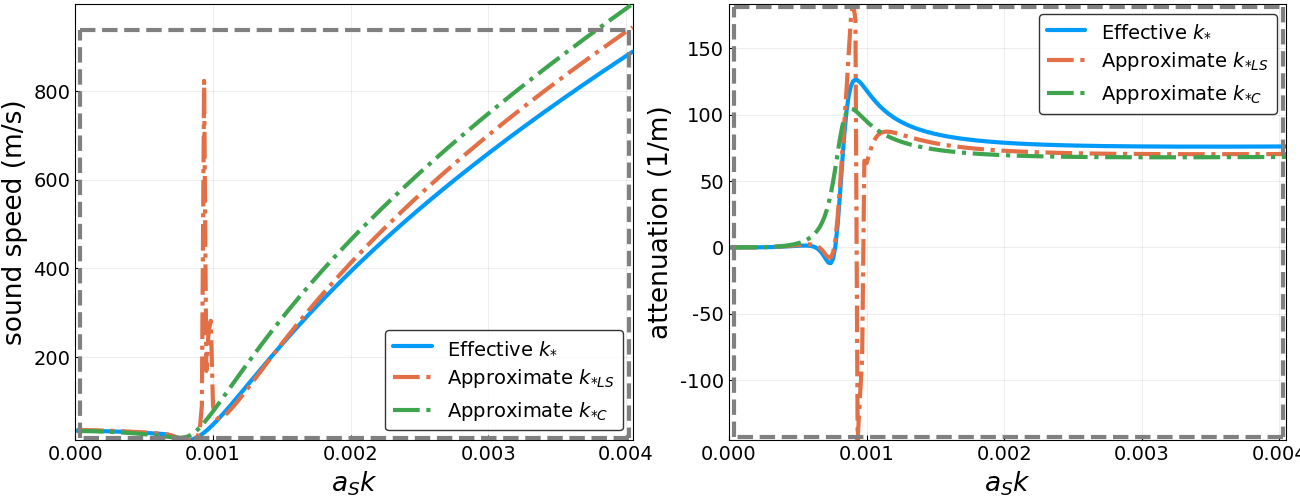 sound speed (m/s)
800
600
400
200
0.000
0.001
0.002
0.003
0.004
a_S k
Effective k_*
Approximate k_{*LS}
Approximate k_{*C}
attenuation (1/m)
150
100
50
0
-50
-100
0.000
0.001
0.002
0.003
0.004
a_S k
Effective k_*
Approximate k_{*LS}
Approximate k_{*C}